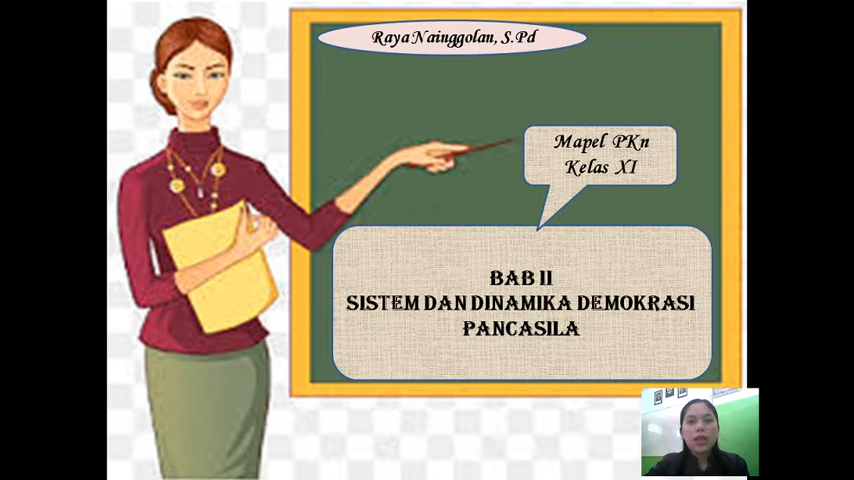 Raya Nainggolan, S.Pd
Mapel PKn
Kelas XI
BAB II
SISTEM DAN DINAMIKA DEMOKRASI
PANCASILA